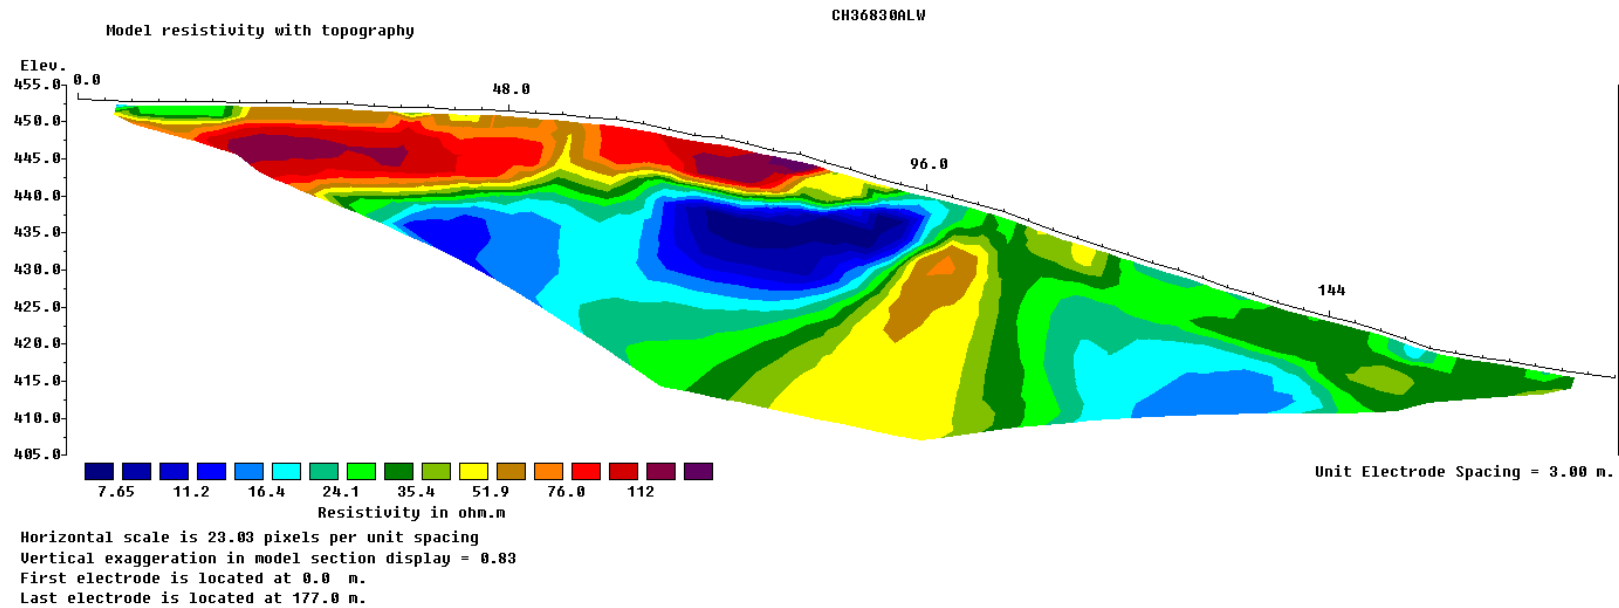 CH36830ALW
Model resistivity with topography
Elev.
455.0
0.0
48.0
450.0
445.0
96.0
440.0
435.0
430.0
144
425.0
420.0
415.0
410.0
405.0
Unit Electrode Spacing = 3.00 m.
7.65 11.2 16.4 24.1 35.4 51.9 76.0 112
Resistivity in ohm.m
Horizontal scale is 23.03 pixels per unit spacing
Vertical exaggeration in model section display = 0.83
First electrode is located at 0.0 m.
Last electrode is located at 177.0 m.